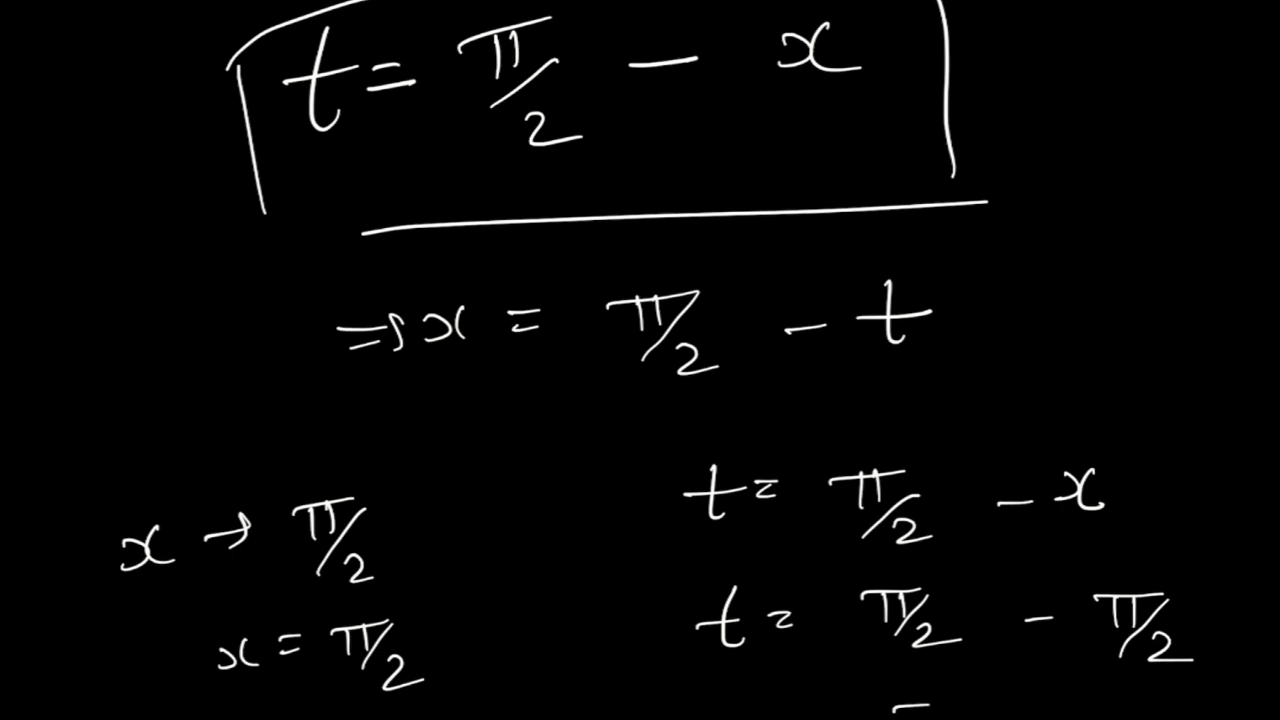 t = π/2 - x
⇒ x = π/2 - t
x → π/2
x = π/2
t = π/2 - x
t = π/2 - π/2